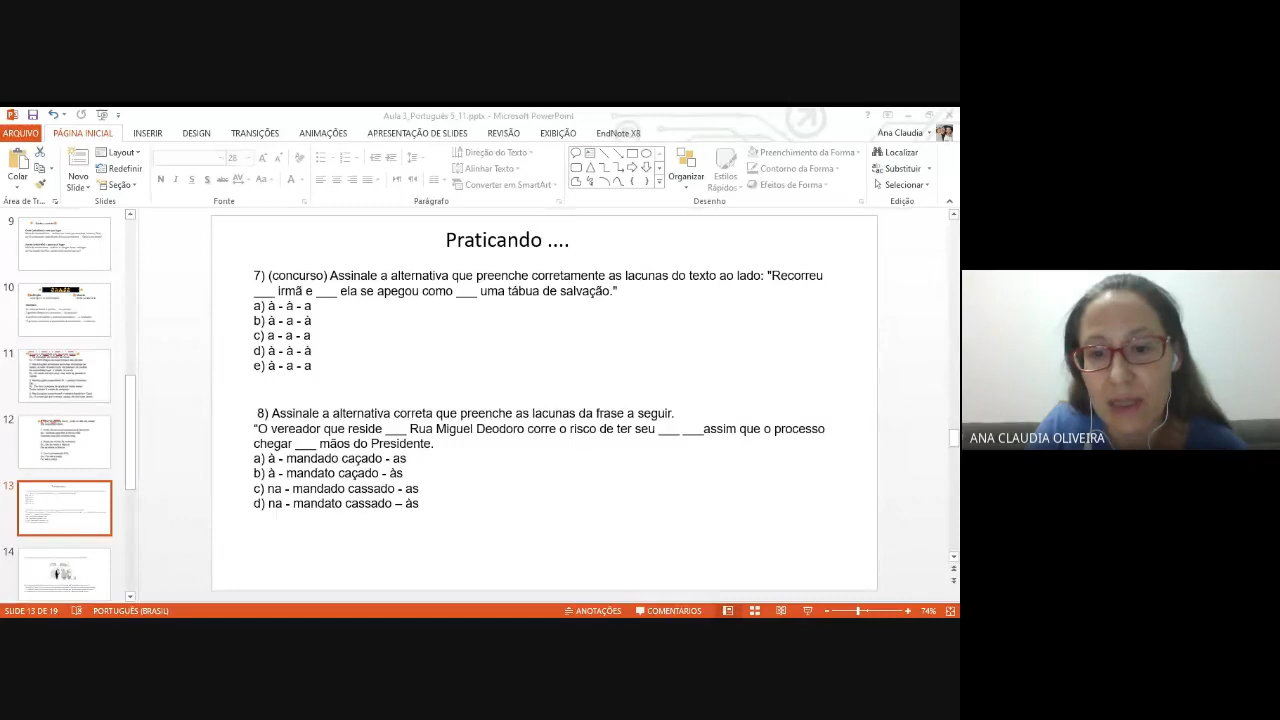 Aula 3_Português 5_11.pptx - Microsoft PowerPoint
ARQUIVO PÁGINA INICIAL INSERIR DESIGN TRANSIÇÕES ANIMAÇÕES APRESENTAÇÃO DE SLIDES REVISÃO EXIBIÇÃO EndNote X8 Ana Claudia
Colar
Novo Slide
Layout
Redefinir
Seção
28
N I S S abc AV Aa A
Direção do Texto
Alinhar Texto
Converter em SmartArt
Organizar
Estilos Rápidos
Preenchimento da Forma
Contorno da Forma
Efeitos de Forma
Localizar
Substituir
Selecionar
Área de Tr... Slides Fonte Parágrafo Desenho Edição
9
10
11
12
13
14
Praticando ....
7) (concurso) Assinale a alternativa que preenche corretamente as lacunas do texto ao lado: "Recorreu
___ irmã e ___ ela se apegou como ___ uma tábua de salvação."
a) à - à - a
b) à - a - à
c) a - a - a
d) à - à - à
e) à - a - a
8) Assinale a alternativa correta que preenche as lacunas da frase a seguir.
"O vereador que reside ___ Rua Miguel Deodoro corre o risco de ter seu ___ ___assim que o processo
chegar ___ mãos do Presidente.
a) à - mandado caçado - as
b) à - mandato caçado - às
c) na - mandado cassado - as
d) na - mandato cassado – às
SLIDE 13 DE 19 PORTUGUÊS (BRASIL) ANOTAÇÕES COMENTÁRIOS 74%
ANA CLAUDIA OLIVEIRA